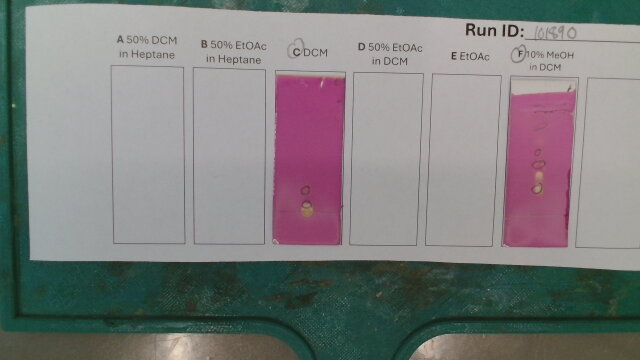 Run ID: 101890
A 50% DCM
in Heptane
B 50% EtOAc
in Heptane
C DCM
D 50% EtOAc
in DCM
E EtOAc
F 10% MeOH
in DCM